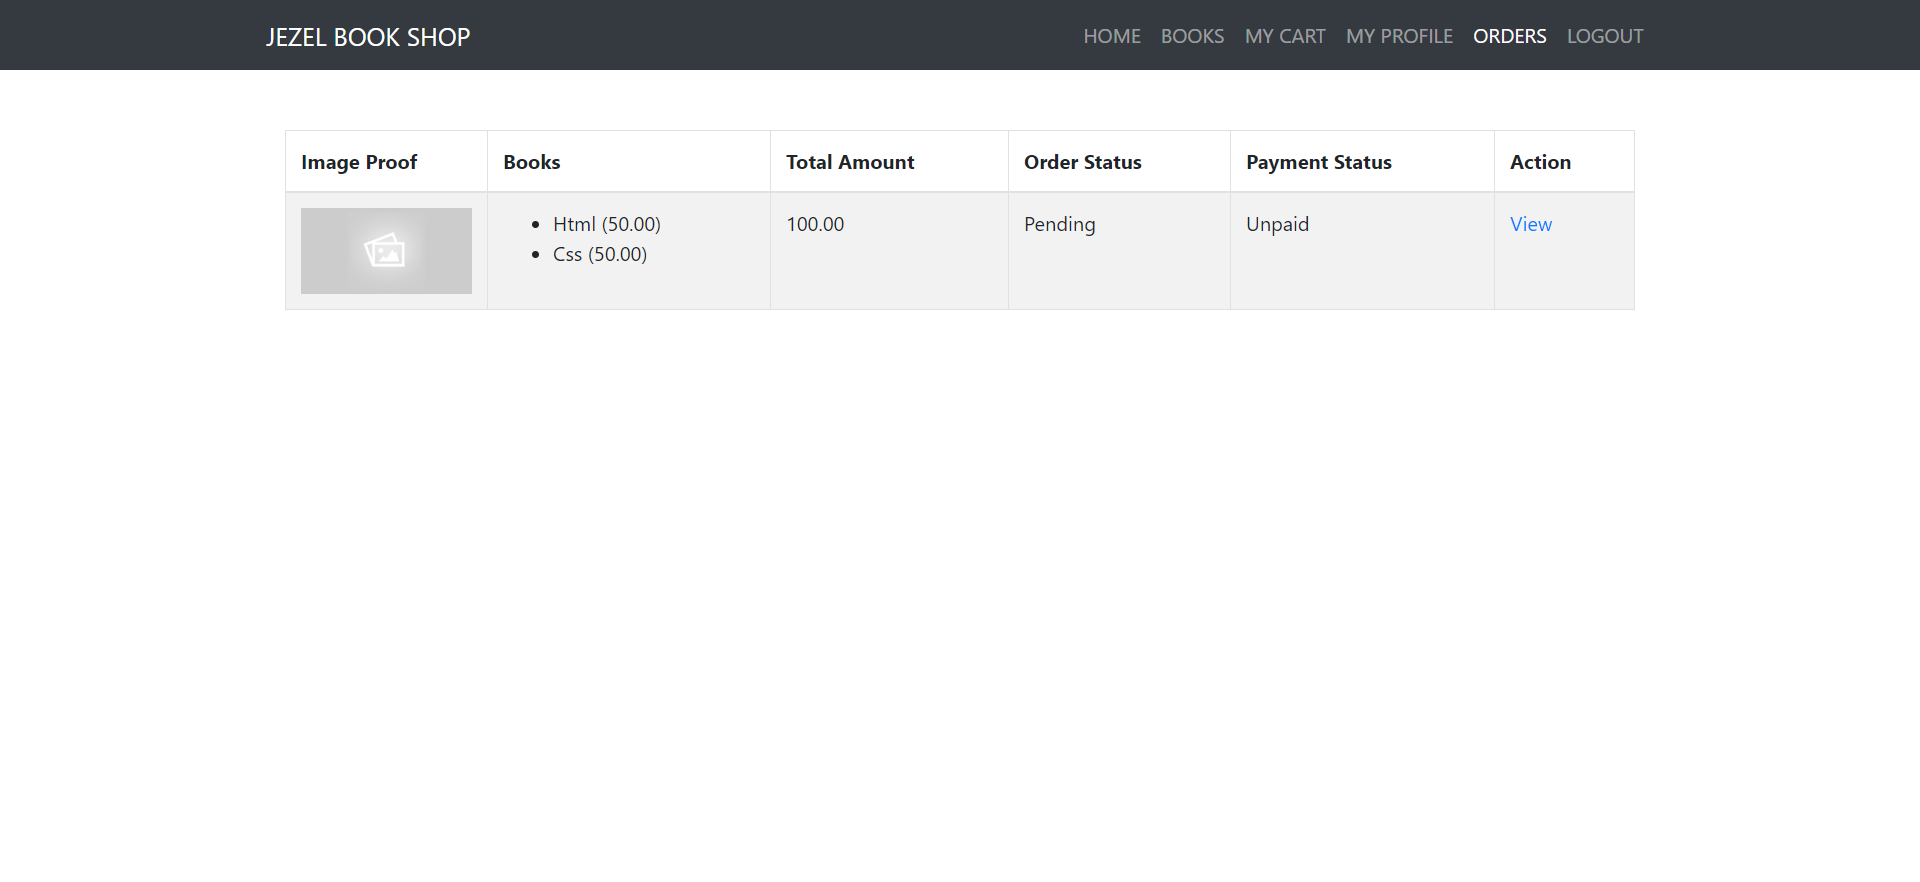 JEZEL BOOK SHOP HOME BOOKS MY CART MY PROFILE ORDERS LOGOUT
Image Proof Books Total Amount Order Status Payment Status Action
Html (50.00) 100.00 Pending Unpaid View
Css (50.00)